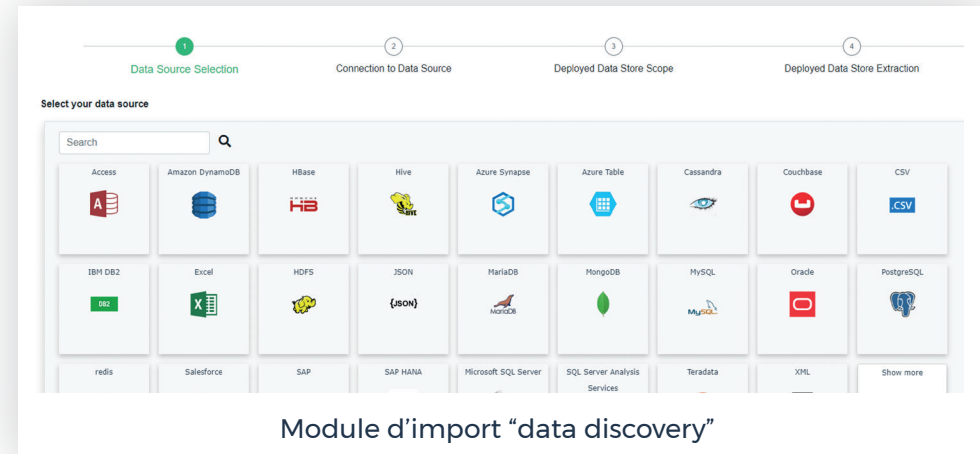 1 2 3 4
Data Source Selection Connection to Data Source Deployed Data Store Scope Deployed Data Store Extraction
Select your data source
Search
Access Amazon DynamoDB HBase Hive Azure Synapse Azure Table Cassandra Couchbase CSV
A HB HIVE .CSV
IBM DB2 Excel HDFS JSON MariaDB MongoDB MySQL Oracle PostgreSQL
DB2 X {JSON} MariaDB MySQL
redis Salesforce SAP SAP HANA Microsoft SQL Server SQL Server Analysis Services Teradata XML Show more
Module d'import “data discovery”